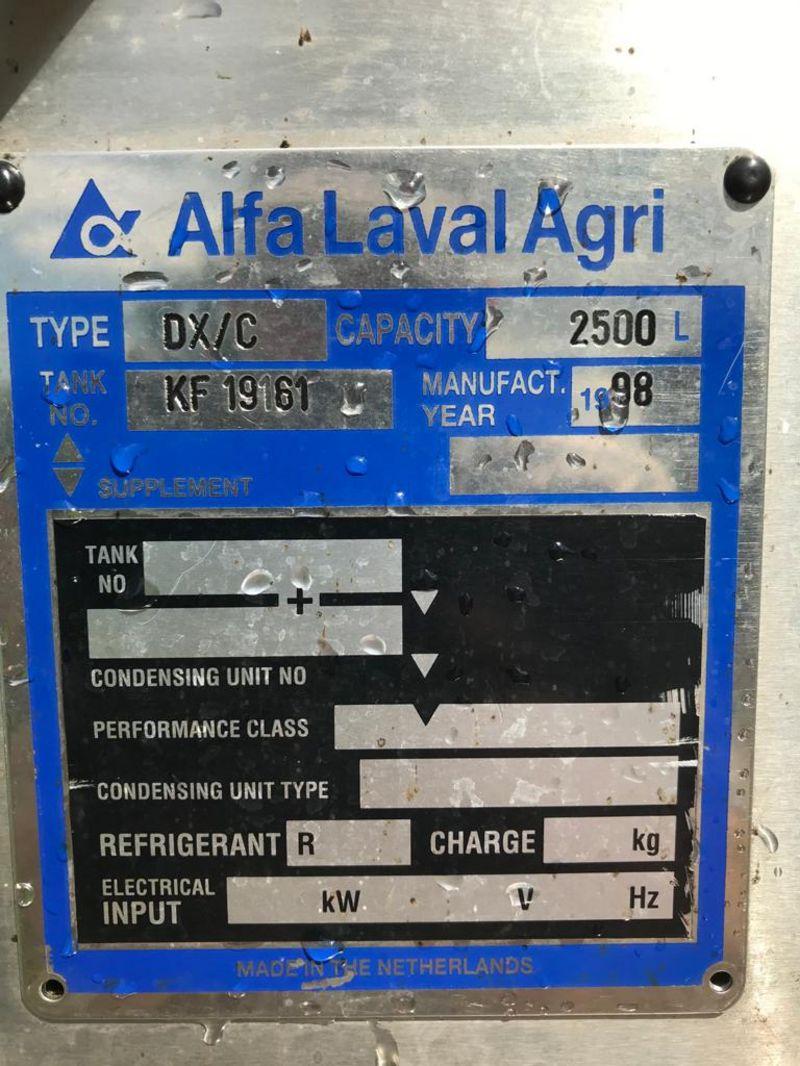 Alfa Laval Agri
TYPE DX/C CAPACITY 2500 L
TANK NO. KF 19161 MANUFACT. YEAR 1998
SUPPLEMENT
TANK NO
+
CONDENSING UNIT NO
PERFORMANCE CLASS
CONDENSING UNIT TYPE
REFRIGERANT R CHARGE kg
ELECTRICAL INPUT kW V Hz
MADE IN THE NETHERLANDS